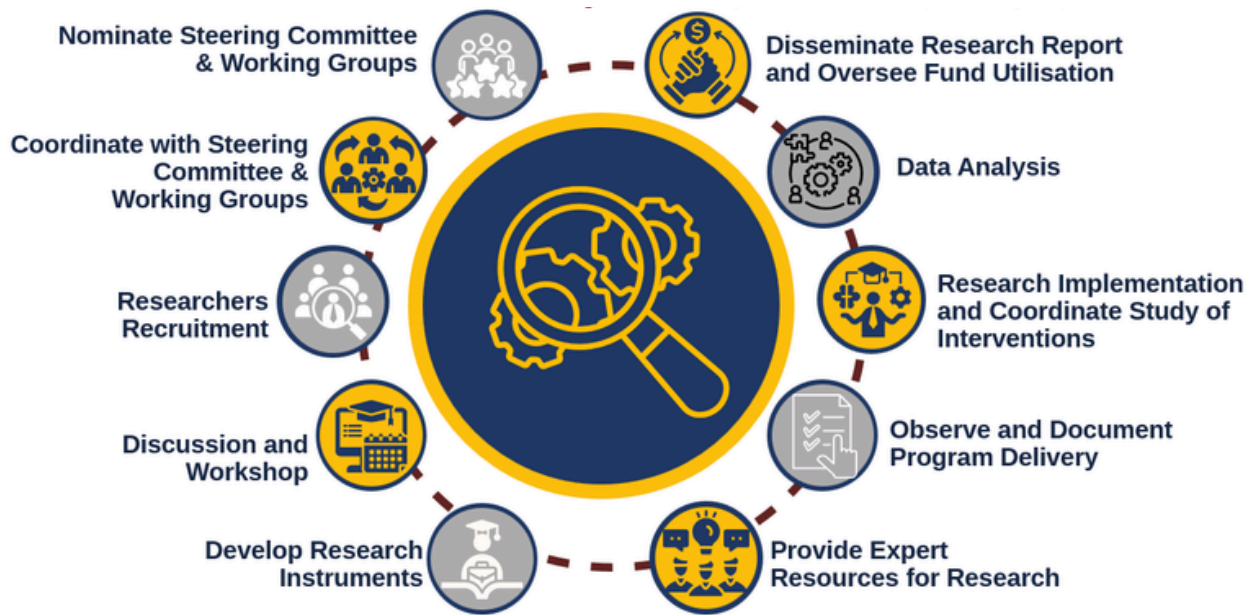 Nominate Steering Committee
& Working Groups
Coordinate with Steering
Committee &
Working Groups
Researchers
Recruitment
Discussion and
Workshop
Develop Research
Instruments
$
Disseminate Research Report
and Oversee Fund Utilisation
Data Analysis
Research Implementation
and Coordinate Study of
Interventions
Observe and Document
Program Delivery
Provide Expert
Resources for Research